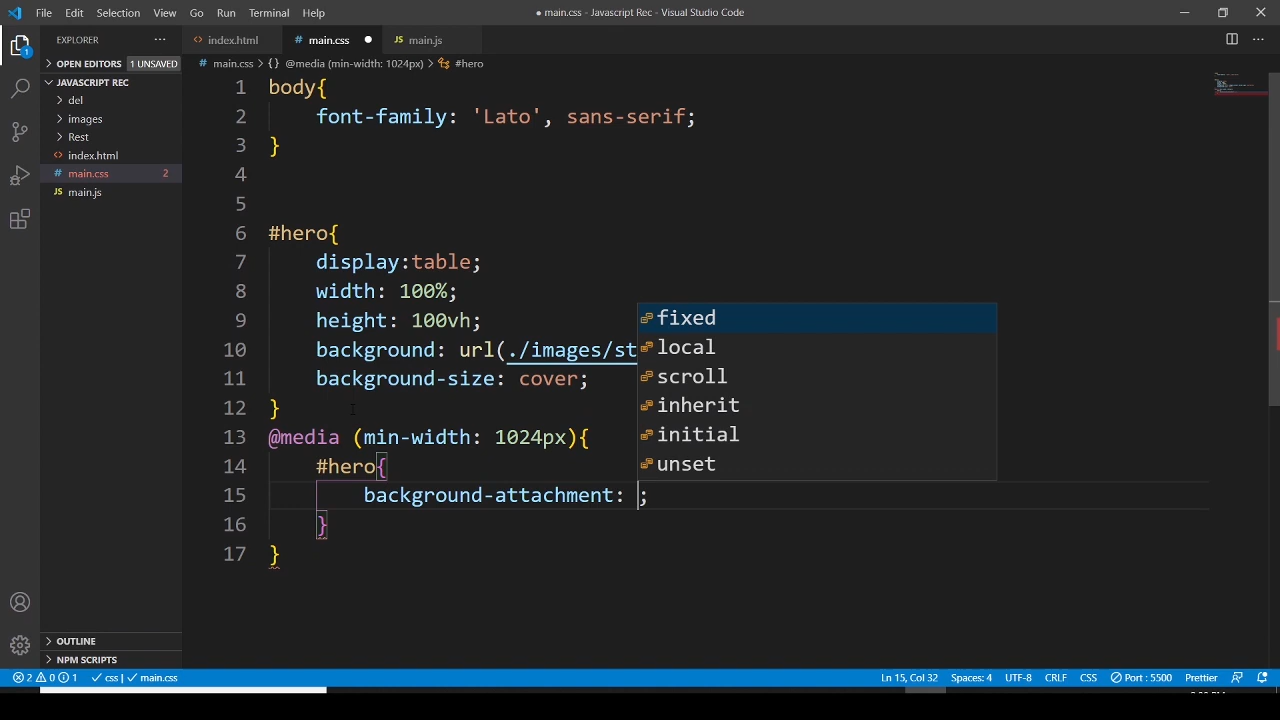 File Edit Selection View Go Run Terminal Help ● main.css - Javascript Rec - Visual Studio Code
EXPLORER ··· <> index.html # main.css ● JS main.js ···
1
> OPEN EDITORS 1 UNSAVED
# main.css > {} @media (min-width: 1024px) > #hero
JAVASCRIPT REC
> del
> images
> Rest
<> index.html
# main.css 2
JS main.js
1 body{
2 font-family: 'Lato', sans-serif;
3 }
4
5
6 #hero{
7 display:table;
8 width: 100%;
9 height: 100vh;
10 background: url(./images/st
11 background-size: cover;
12 }
13 @media (min-width: 1024px){
14 #hero{
15 background-attachment: ;
16 }
17 }
fixed
local
scroll
inherit
initial
unset
> OUTLINE
> NPM SCRIPTS
2 0 1 ✓ css | ✓ main.css Ln 15, Col 32 Spaces: 4 UTF-8 CRLF CSS Port : 5500 Prettier